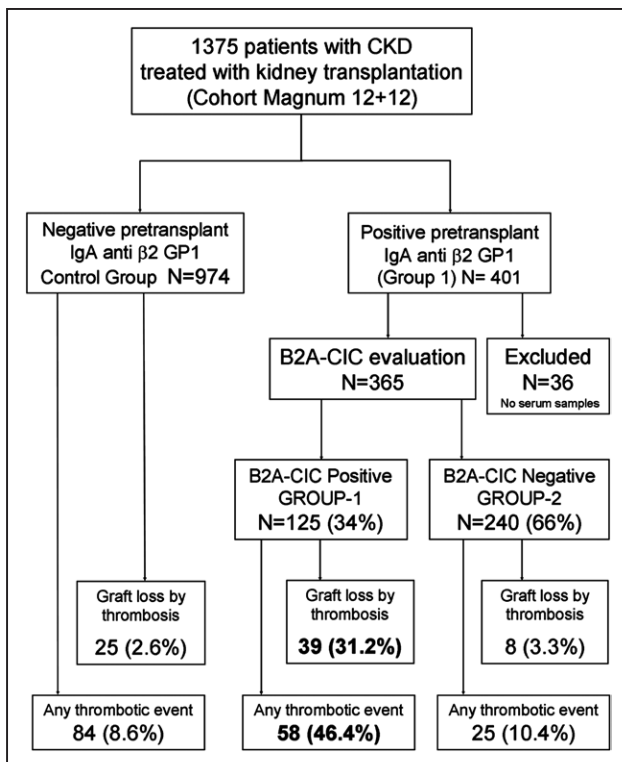 1375 patients with CKD
treated with kidney transplantation
(Cohort Magnum 12+12)
Negative pretransplant
IgA anti β2 GP1
Control Group N=974
Positive pretransplant
IgA anti β2 GP1
(Group 1) N= 401
B2A-CIC evaluation
N=365
Excluded
N=36
No serum samples
B2A-CIC Positive
GROUP-1
N=125 (34%)
B2A-CIC Negative
GROUP-2
N=240 (66%)
Graft loss by
thrombosis
25 (2.6%)
Graft loss by
thrombosis
39 (31.2%)
Graft loss by
thrombosis
8 (3.3%)
Any thrombotic event
84 (8.6%)
Any thrombotic event
58 (46.4%)
Any thrombotic event
25 (10.4%)